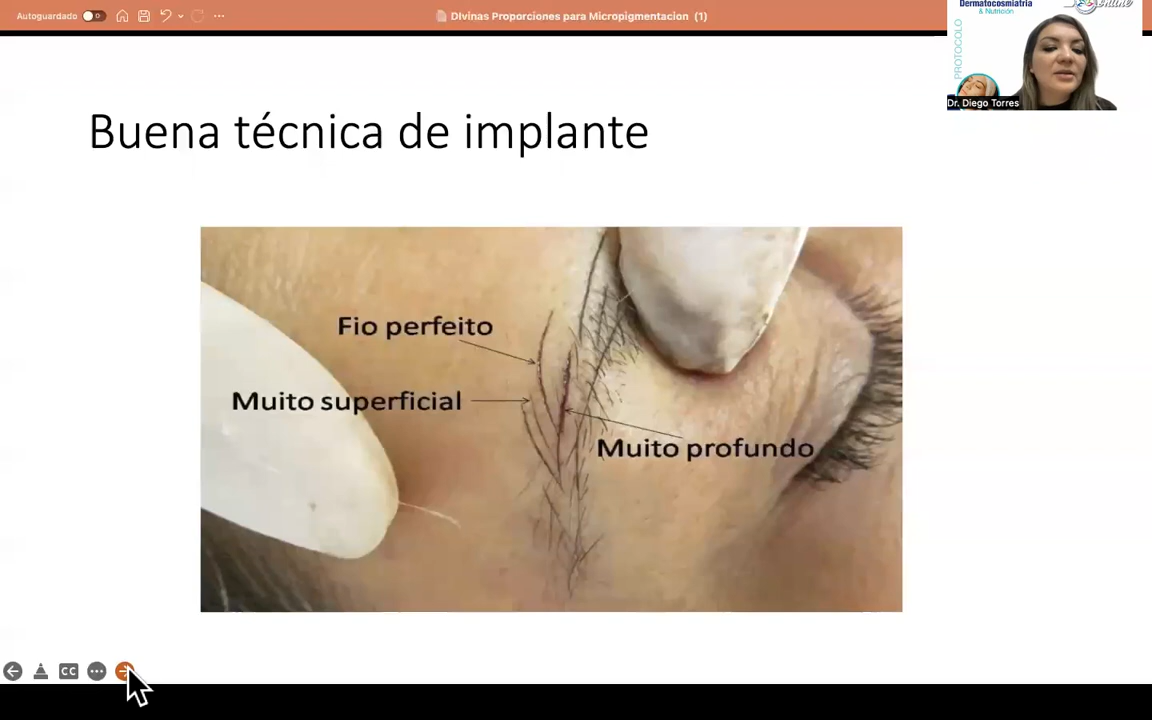 Autoguardado
DIvinas Proporciones para Micropigmentacion (1)
Dermatocosmiatria
& Nutrición
PROTOCOLO
Dr. Diego Torres
Buena técnica de implante
Fio perfeito
Muito superficial
Muito profundo
CC